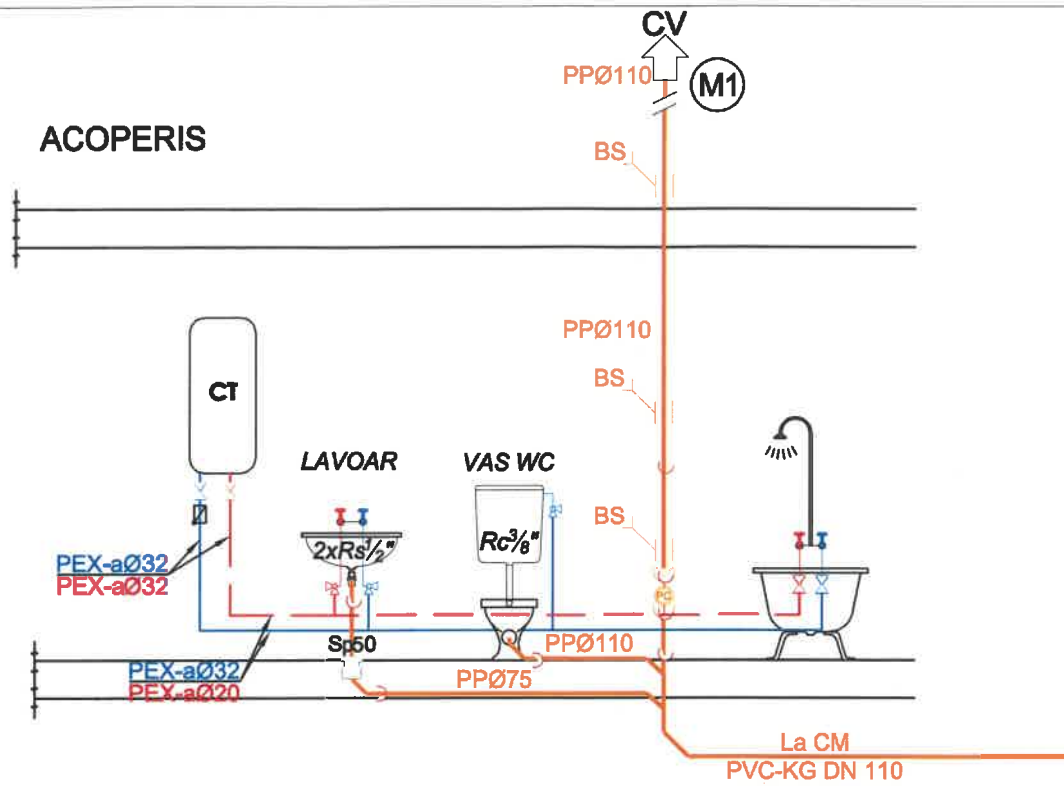 CV
PPØ110
M1
ACOPERIS
BS
PPØ110
BS
CT
LAVOAR
VAS WC
BS
2xRs1/2"
Rc3/8"
PEX-aØ32
PEX-aØ32
Sp50
PPØ110
PEX-aØ32
PEX-aØ20
PPØ75
La CM
PVC-KG DN 110